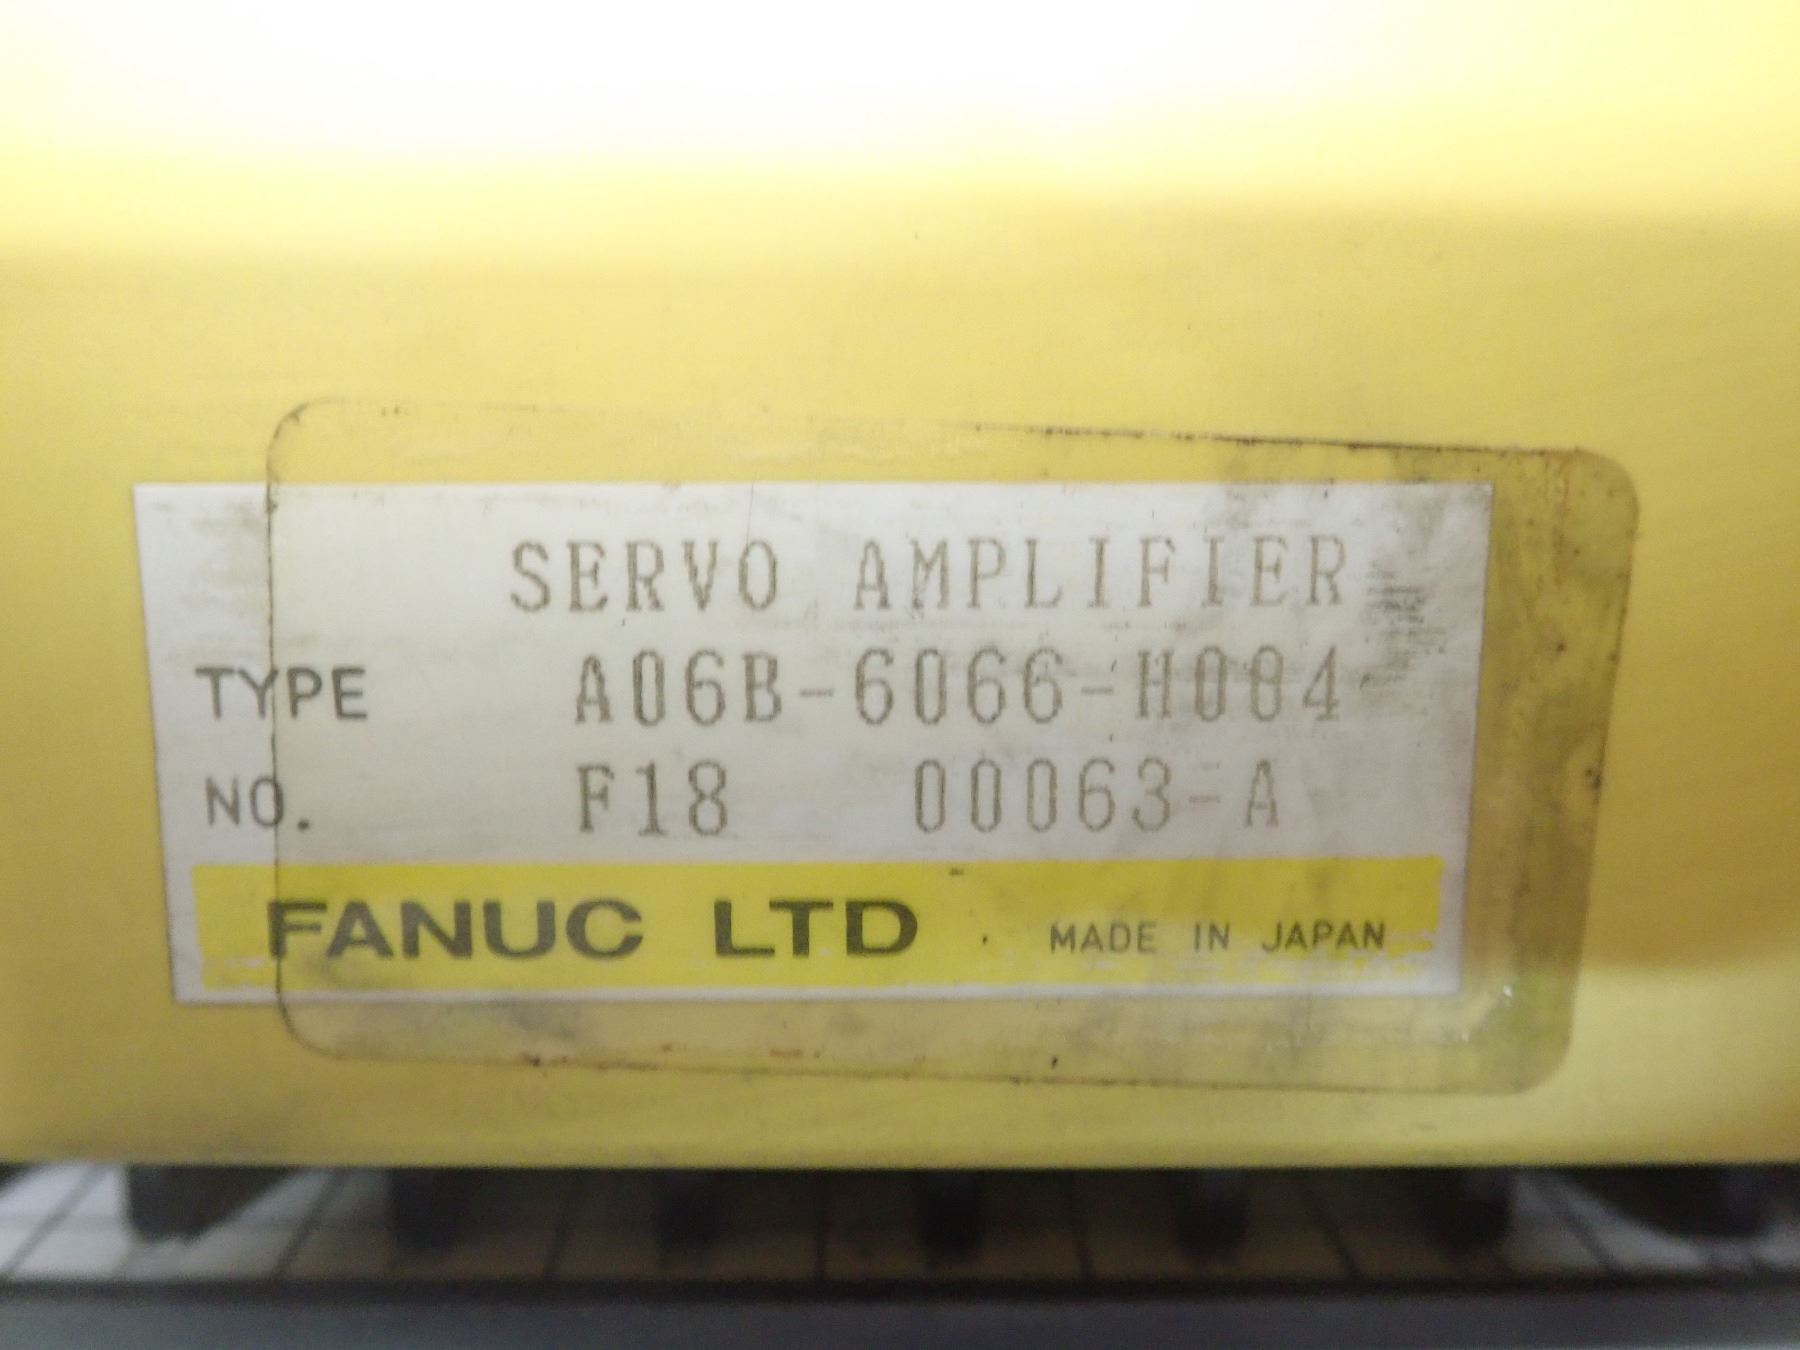 SERVO AMPLIFIER
TYPE A06B-6066-H004
NO. F18 00063-A
FANUC LTD MADE IN JAPAN